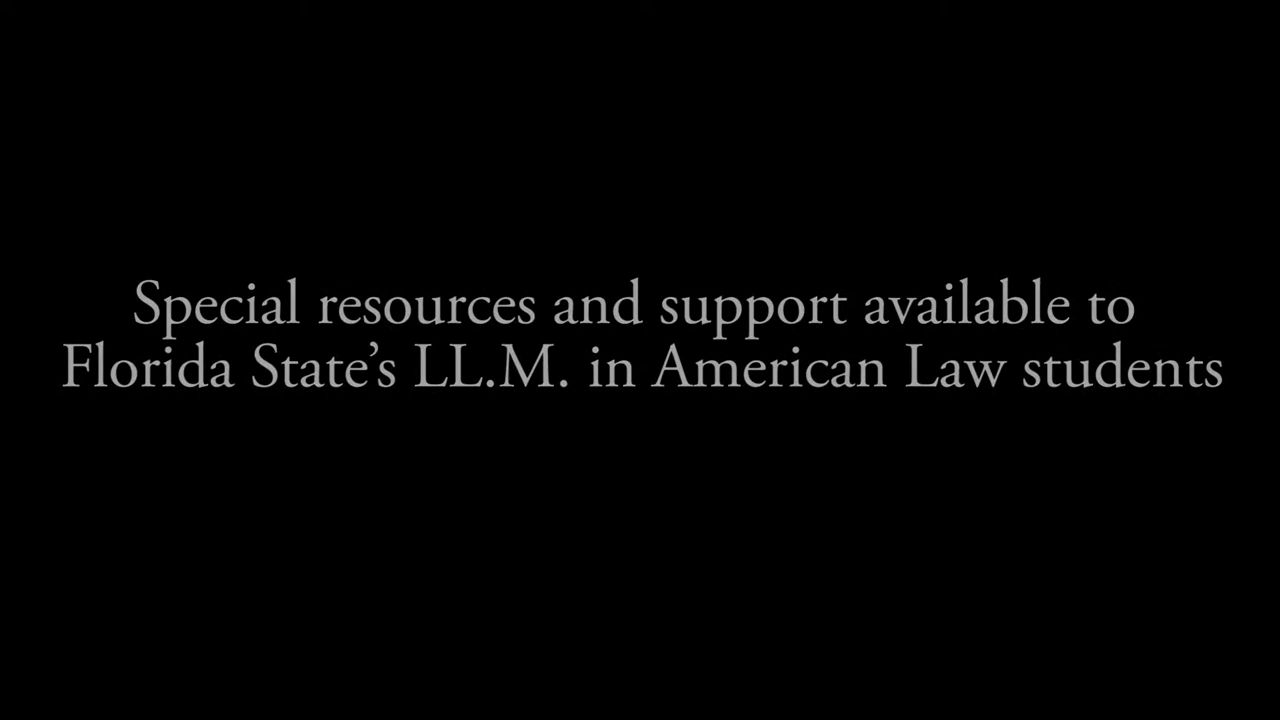 Special resources and support available to
Florida State’s LL.M. in American Law students